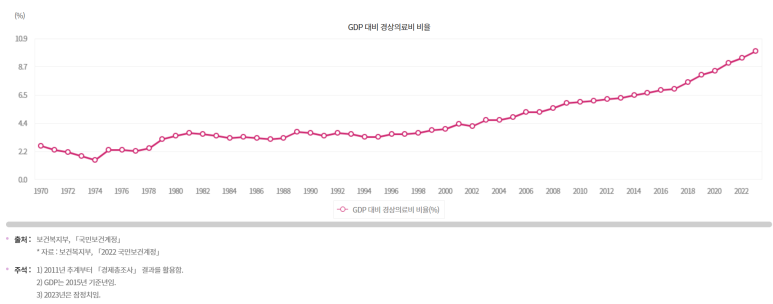 (%)
GDP 대비 경상의료비 비율
10.9
8.7
6.5
4.4
2.2
0.0
1970 1972 1974 1976 1978 1980 1982 1984 1986 1988 1990 1992 1994 1996 1998 2000 2002 2004 2006 2008 2010 2012 2014 2016 2018 2020 2022
GDP 대비 경상의료비 비율(%)
* 출처 : 보건복지부, 「국민보건계정」
* 자료 : 보건복지부, 「2022 국민보건계정」
* 주석 : 1) 2011년 추계부터 「경제총조사」 결과를 활용함.
2) GDP는 2015년 기준년임.
3) 2023년은 잠정치임.